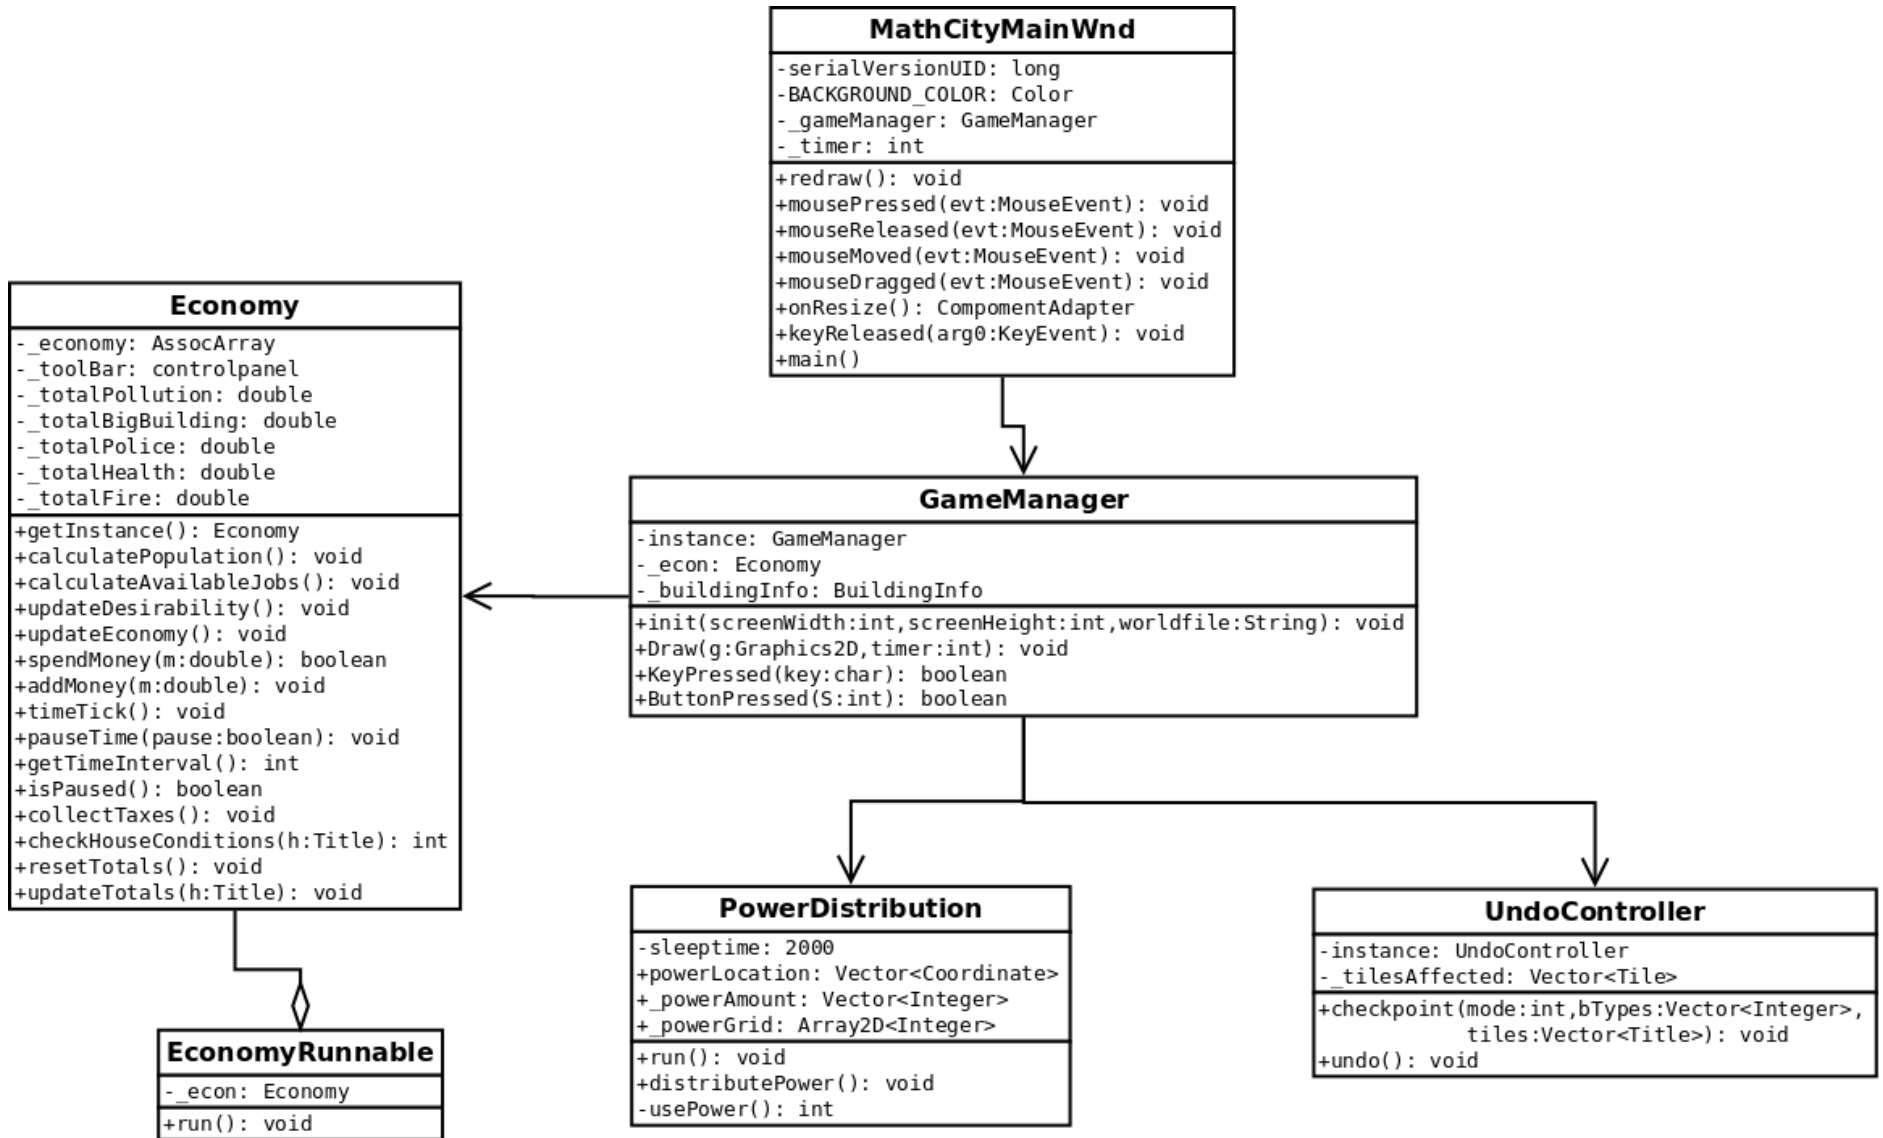 MathCityMainWnd
-serialVersionUID: long
-BACKGROUND_COLOR: Color
-_gameManager: GameManager
-_timer: int
+redraw(): void
+mousePressed(evt:MouseEvent): void
+mouseReleased(evt:MouseEvent): void
+mouseMoved(evt:MouseEvent): void
+mouseDragged(evt:MouseEvent): void
+onResize(): CompomentAdapter
+keyReleased(arg0:KeyEvent): void
+main()
Economy
-_economy: AssocArray
-_toolBar: controlpanel
-_totalPollution: double
-_totalBigBuilding: double
-_totalPolice: double
-_totalHealth: double
-_totalFire: double
+getInstance(): Economy
+calculatePopulation(): void
+calculateAvailableJobs(): void
+updateDesirability(): void
+updateEconomy(): void
+spendMoney(m:double): boolean
+addMoney(m:double): void
+timeTick(): void
+pauseTime(pause:boolean): void
+getTimeInterval(): int
+isPaused(): boolean
+collectTaxes(): void
+checkHouseConditions(h:Title): int
+resetTotals(): void
+updateTotals(h:Title): void
GameManager
-instance: GameManager
-_econ: Economy
-_buildingInfo: BuildingInfo
+init(screenWidth:int,screenHeight:int,worldfile:String): void
+Draw(g:Graphics2D,timer:int): void
+KeyPressed(key:char): boolean
+ButtonPressed(S:int): boolean
EconomyRunnable
-_econ: Economy
+run(): void
PowerDistribution
-sleeptime: 2000
+powerLocation: Vector<Coordinate>
+_powerAmount: Vector<Integer>
+_powerGrid: Array2D<Integer>
+run(): void
+distributePower(): void
-usePower(): int
UndoController
-instance: UndoController
-_tilesAffected: Vector<Tile>
+checkpoint(mode:int,bTypes:Vector<Integer>,
tiles:Vector<Title>): void
+undo(): void